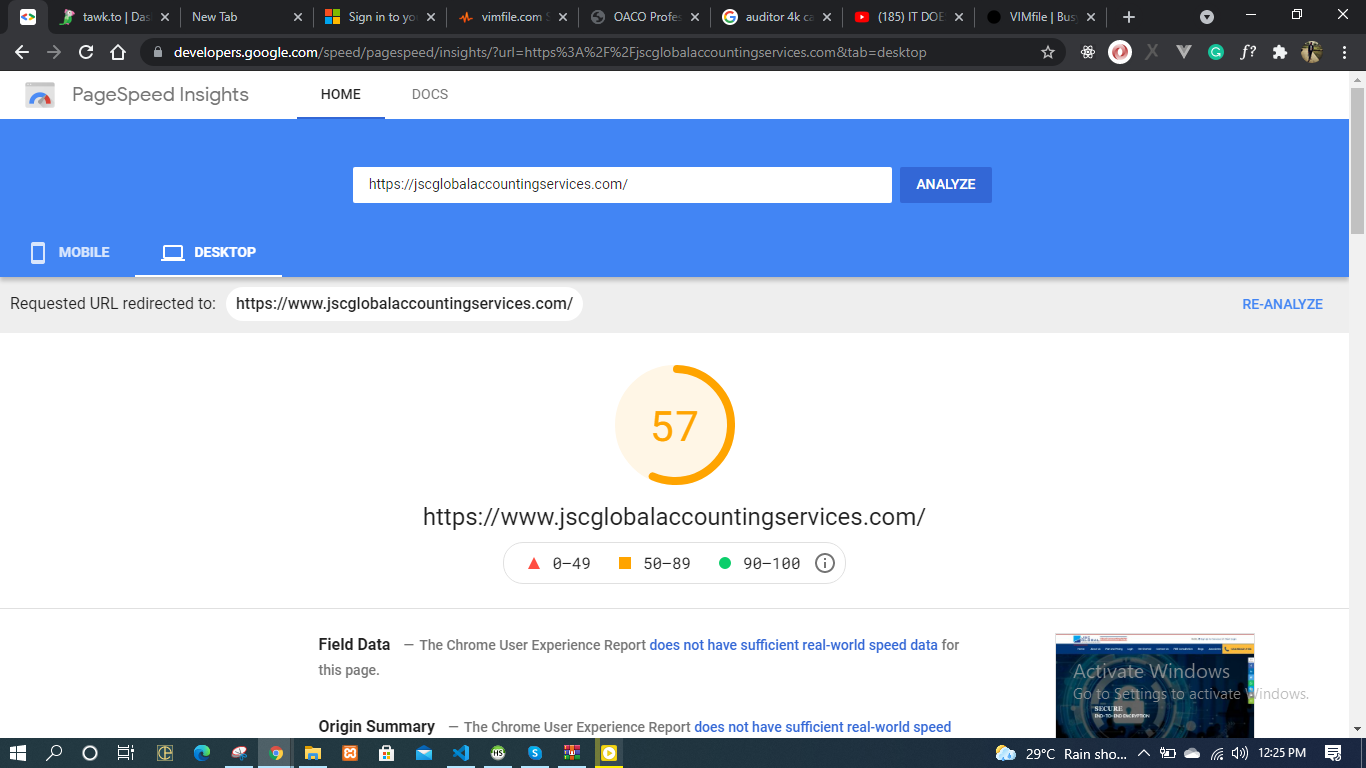 tawk.to | Das
New Tab
Sign in to yo
vimfile.com S
OACO Profes
auditor 4k ca
(185) IT DOE
VIMfile | Bus
developers.google.com/speed/pagespeed/insights/?url=https%3A%2F%2Fjscglobalaccountingservices.com&tab=desktop
PageSpeed Insights
HOME
DOCS
https://jscglobalaccountingservices.com/
ANALYZE
MOBILE
DESKTOP
Requested URL redirected to: https://www.jscglobalaccountingservices.com/
RE-ANALYZE
57
https://www.jscglobalaccountingservices.com/
0–49 50–89 90–100
Field Data — The Chrome User Experience Report does not have sufficient real-world speed data for
this page.
Origin Summary — The Chrome User Experience Report does not have sufficient real-world speed
SECURE
END-TO-END ENCRYPTION
Activate Windows
Go to Settings to activate Windows.
29°C Rain sho...
12:25 PM